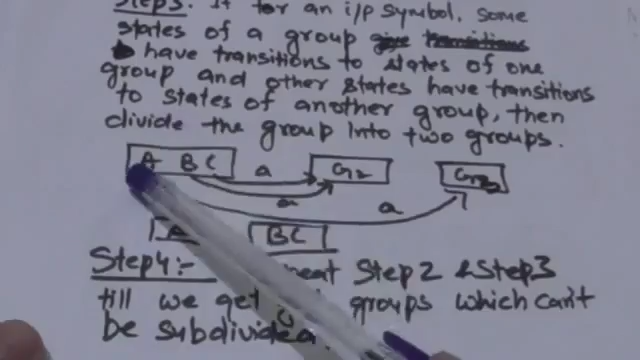 Step3. If for an i/p symbol, some
states of a group
have transitions to states of one
group and other states have transitions
to states of another group, then
divide the group into two groups.
A BC a G2 G3
a a
A BC
Step4:- Step2 & Step3
till we get groups which can't
be subdivided.